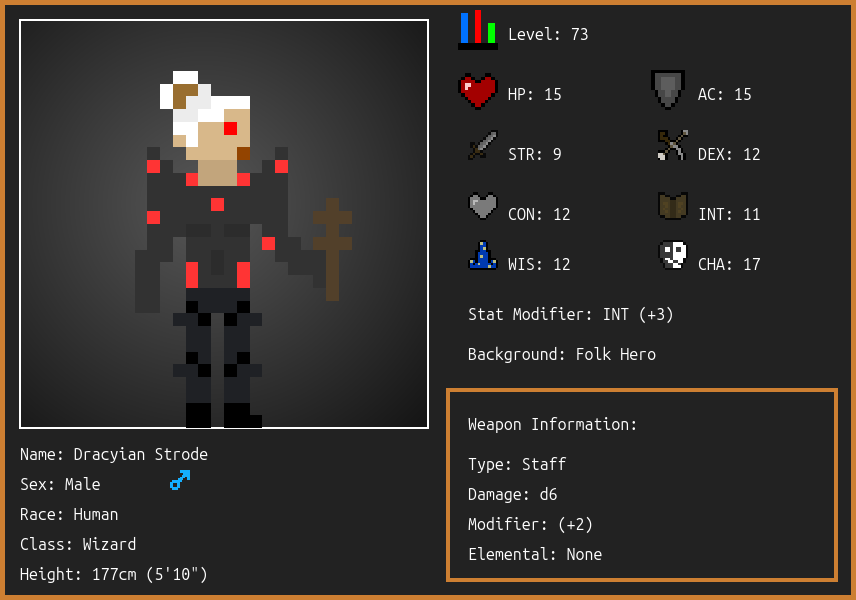 Level: 73
HP: 15
AC: 15
STR: 9
DEX: 12
CON: 12
INT: 11
WIS: 12
CHA: 17
Stat Modifier: INT (+3)
Background: Folk Hero
Weapon Information:
Type: Staff
Damage: d6
Modifier: (+2)
Elemental: None
Name: Dracyian Strode
Sex: Male
Race: Human
Class: Wizard
Height: 177cm (5'10")